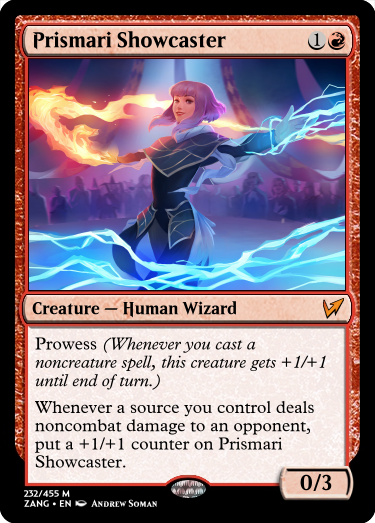 Prismari Showcaster 1
Creature — Human Wizard
Prowess (Whenever you cast a
noncreature spell, this creature gets +1/+1
until end of turn.)
Whenever a source you control deals
noncombat damage to an opponent,
put a +1/+1 counter on Prismari
Showcaster.
0/3
232/455 M
ZANG • EN Andrew Soman